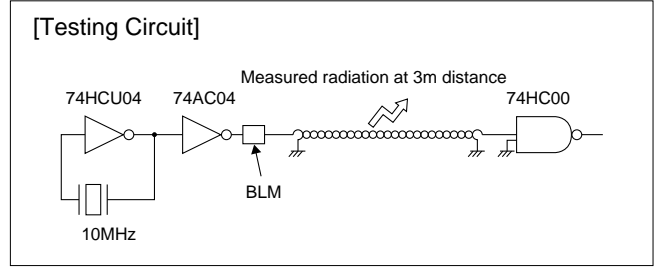 [Testing Circuit]
Measured radiation at 3m distance
74HCU04
74AC04
74HC00
BLM
10MHz